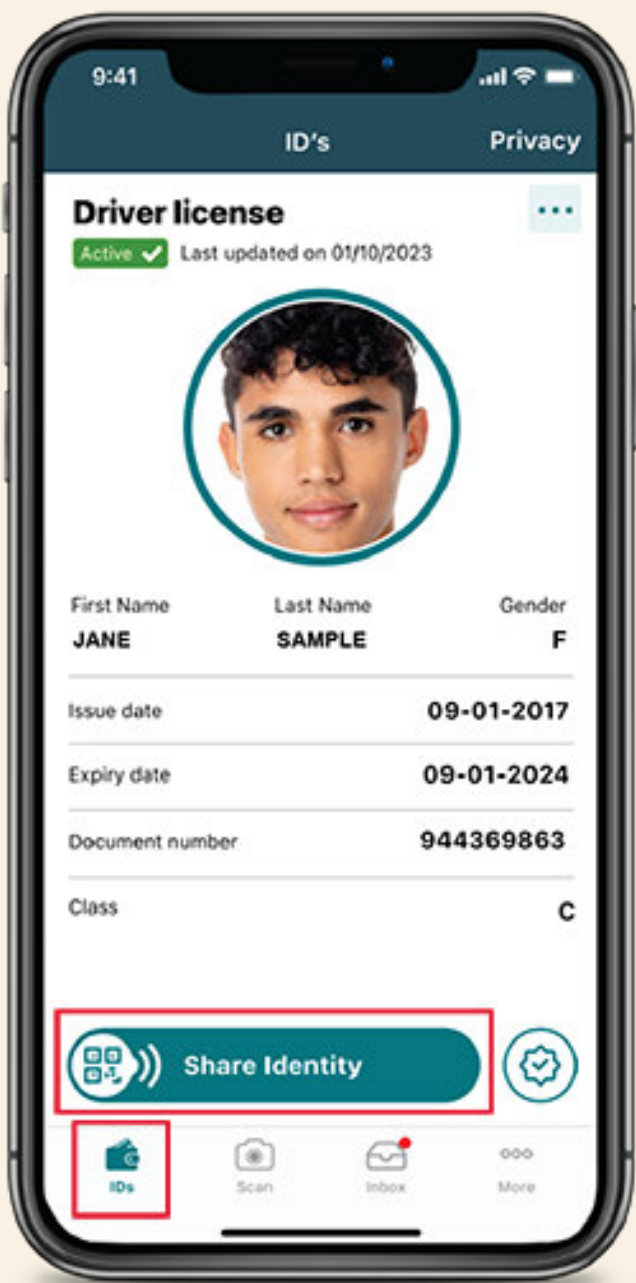 9:41
ID's Privacy
Driver license
Active Last updated on 01/10/2023
First Name Last Name Gender
JANE SAMPLE F
Issue date 09-01-2017
Expiry date 09-01-2024
Document number 944369863
Class C
Share Identity
IDs Scan Inbox More